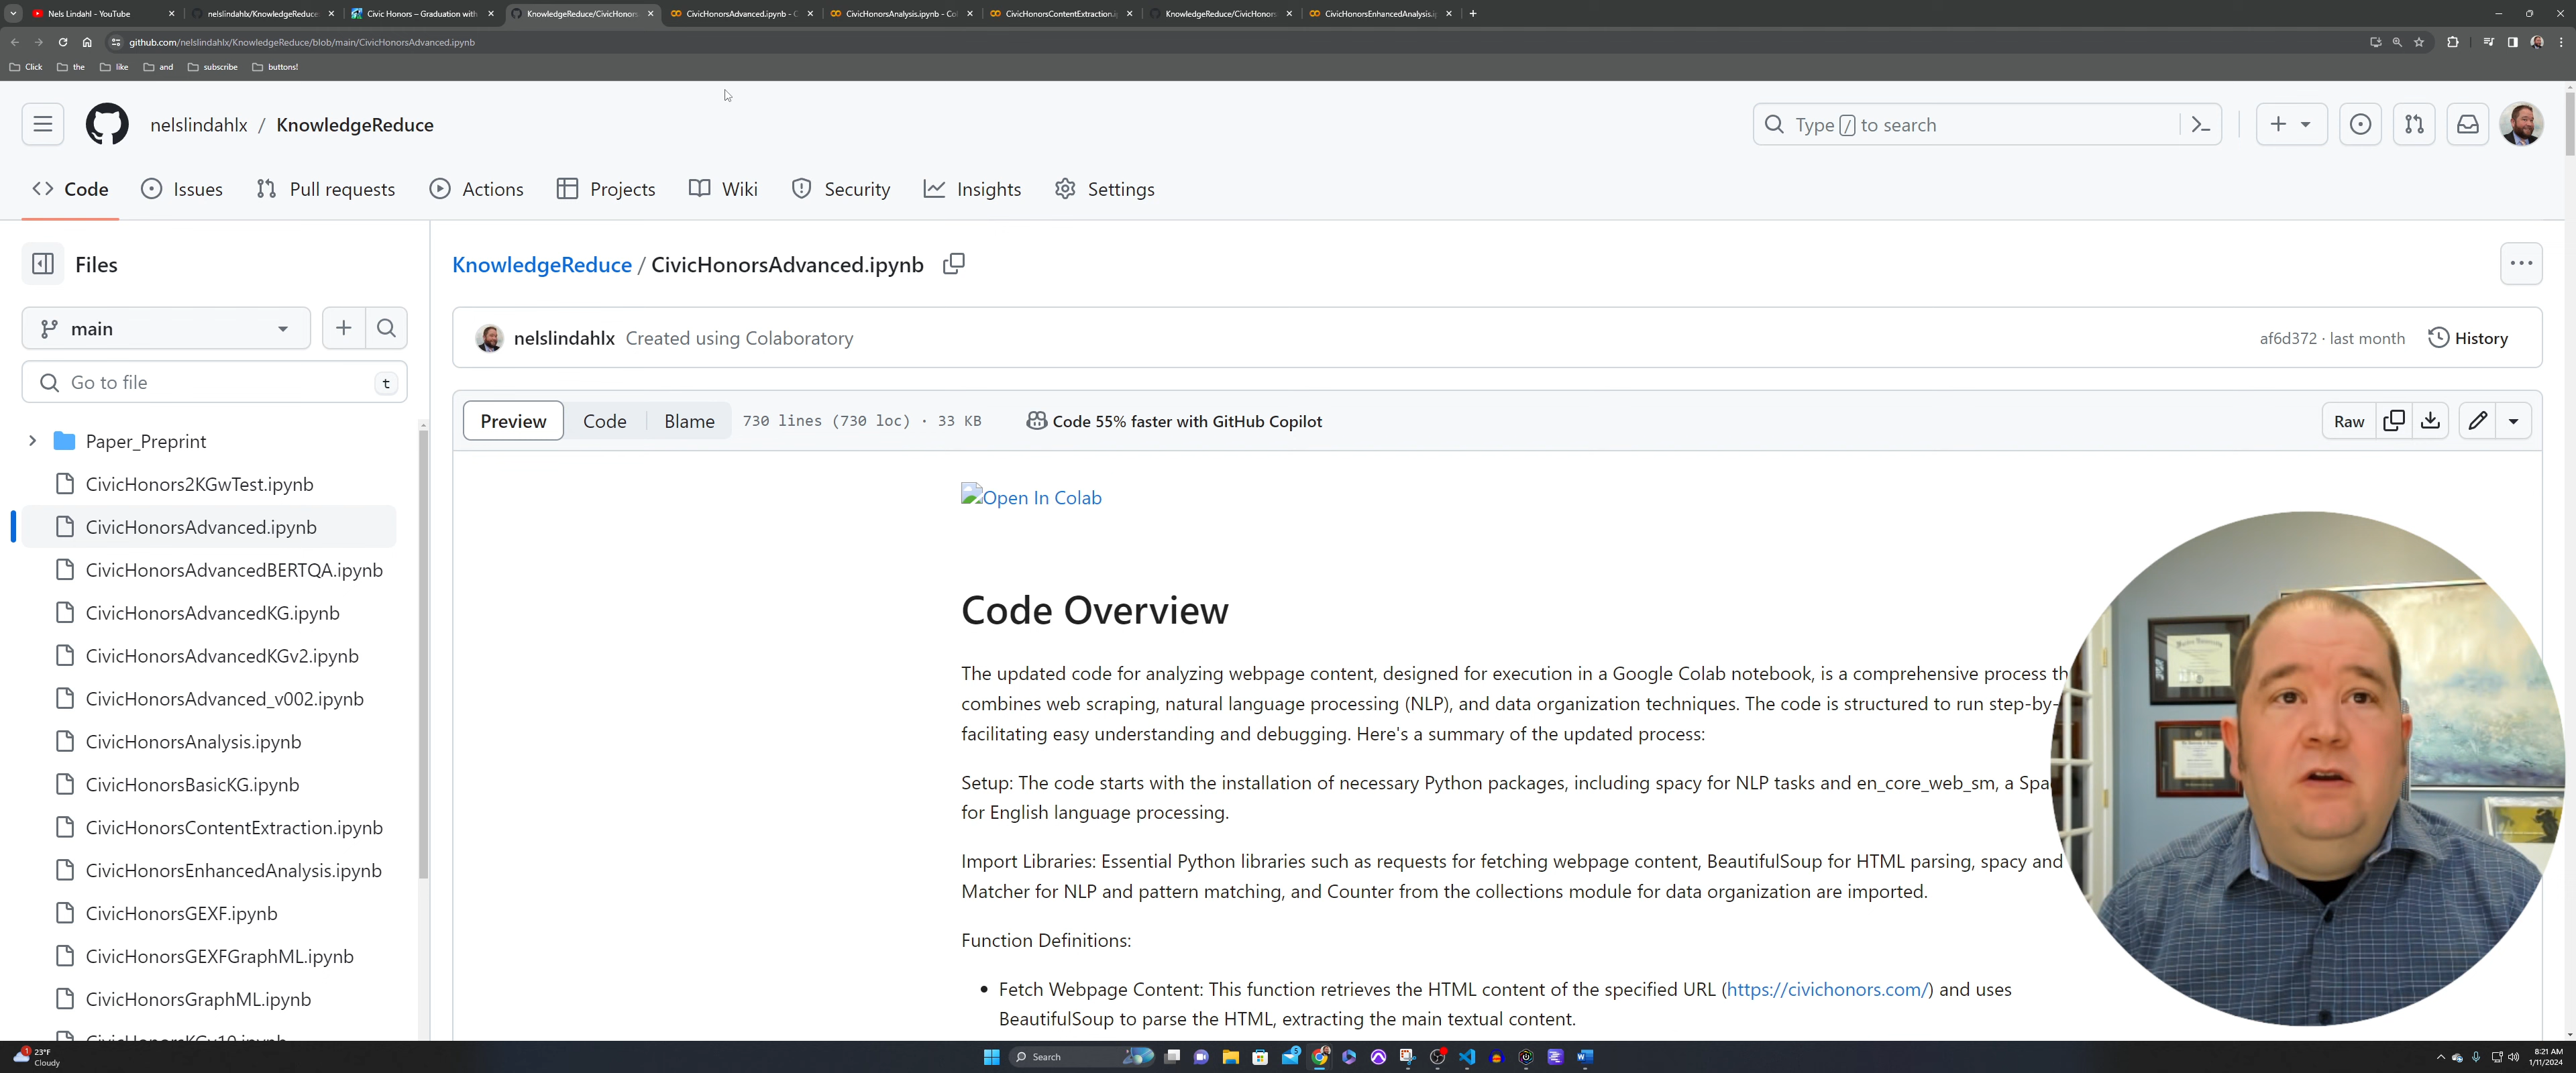 Nels Lindahl - YouTube
nelslindahlx/KnowledgeReduce:
Civic Honors – Graduation with
KnowledgeReduce/CivicHonors
CivicHonorsAdvanced.ipynb - C
CivicHonorsAnalysis.ipynb - Co
CivicHonorsContentExtraction.i
KnowledgeReduce/CivicHonors
CivicHonorsEnhancedAnalysis.i
github.com/nelslindahlx/KnowledgeReduce/blob/main/CivicHonorsAdvanced.ipynb
Click the like and subscribe buttons!
nelslindahlx / KnowledgeReduce
Type / to search
Code Issues Pull requests Actions Projects Wiki Security Insights Settings
Files
main
Go to file t
Paper_Preprint
CivicHonors2KGwTest.ipynb
CivicHonorsAdvanced.ipynb
CivicHonorsAdvancedBERTQA.ipynb
CivicHonorsAdvancedKG.ipynb
CivicHonorsAdvancedKGv2.ipynb
CivicHonorsAdvanced_v002.ipynb
CivicHonorsAnalysis.ipynb
CivicHonorsBasicKG.ipynb
CivicHonorsContentExtraction.ipynb
CivicHonorsEnhancedAnalysis.ipynb
CivicHonorsGEXF.ipynb
CivicHonorsGEXFGraphML.ipynb
CivicHonorsGraphML.ipynb
KnowledgeReduce / CivicHonorsAdvanced.ipynb
nelslindahlx Created using Colaboratory
af6d372 · last month History
Preview Code Blame 730 lines (730 loc) · 33 KB Code 55% faster with GitHub Copilot
Raw
Open In Colab
Code Overview
The updated code for analyzing webpage content, designed for execution in a Google Colab notebook, is a comprehensive process th
combines web scraping, natural language processing (NLP), and data organization techniques. The code is structured to run step-by-
facilitating easy understanding and debugging. Here's a summary of the updated process:
Setup: The code starts with the installation of necessary Python packages, including spacy for NLP tasks and en_core_web_sm, a Spa
for English language processing.
Import Libraries: Essential Python libraries such as requests for fetching webpage content, BeautifulSoup for HTML parsing, spacy and
Matcher for NLP and pattern matching, and Counter from the collections module for data organization are imported.
Function Definitions:
• Fetch Webpage Content: This function retrieves the HTML content of the specified URL (https://civichonors.com/) and uses
BeautifulSoup to parse the HTML, extracting the main textual content.
1
23°F
Cloudy
Search
8:21 AM
1/11/2024